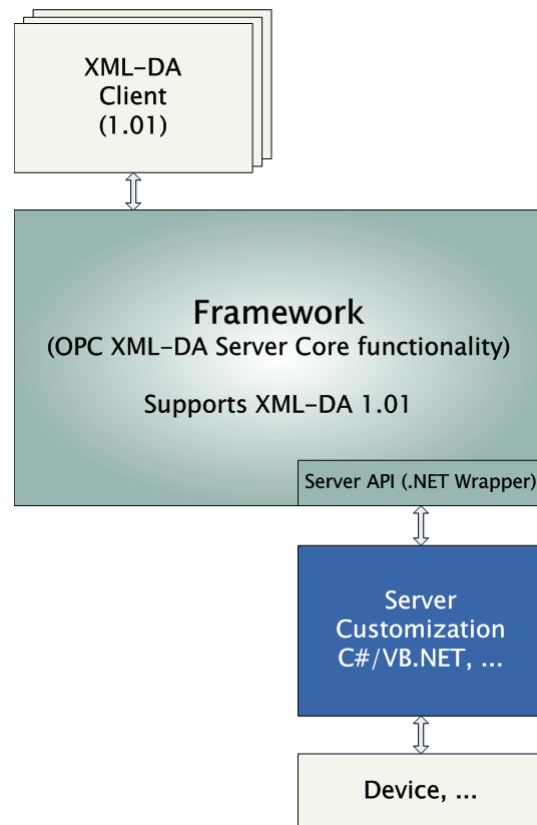 XML-DA
Client
(1.01)
Framework
(OPC XML-DA Server Core functionality)
Supports XML-DA 1.01
Server API (.NET Wrapper)
Server
Customization
C#/VB.NET, ...
Device, ...